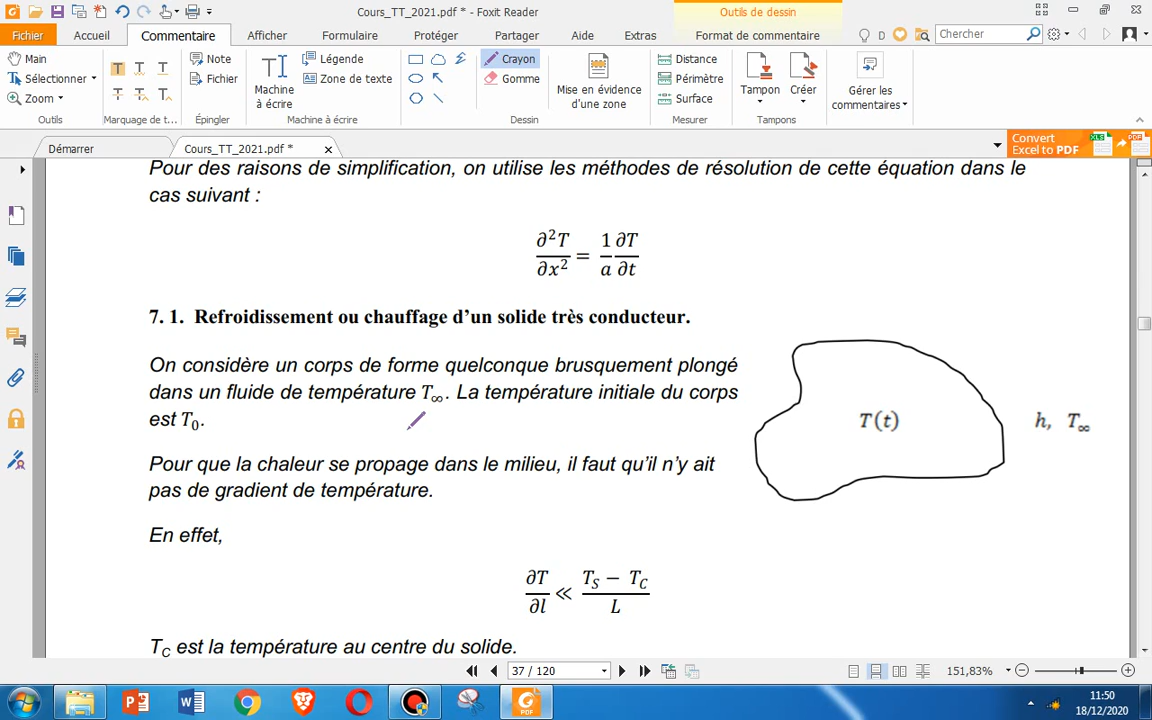 Cours_TT_2021.pdf * - Foxit Reader
Outils de dessin
Fichier Accueil Commentaire Afficher Formulaire Protéger Partager Aide Extras Format de commentaire D Chercher
Main
Sélectionner
Zoom
Outils
Marquage de t...
Note
Fichier
Épingler
Machine à écrire
Légende
Zone de texte
Machine à écrire
Crayon
Gomme
Dessin
Mise en évidence d'une zone
Distance
Périmètre
Surface
Mesurer
Tampon
Créer
Tampons
Gérer les commentaires
Démarrer
Cours_TT_2021.pdf *
Convert
Excel to PDF
Pour des raisons de simplification, on utilise les méthodes de résolution de cette équation dans le
cas suivant :
∂²T/∂x² = 1/a ∂T/∂t
7. 1. Refroidissement ou chauffage d’un solide très conducteur.
On considère un corps de forme quelconque brusquement plongé
dans un fluide de température T∞. La température initiale du corps
est T₀.
T(t)
h, T∞
Pour que la chaleur se propage dans le milieu, il faut qu’il n’y ait
pas de gradient de température.
En effet,
∂T/∂l ≪ (T_S − T_C)/L
T_C est la température au centre du solide.
37 / 120
151,83%
11:50
18/12/2020